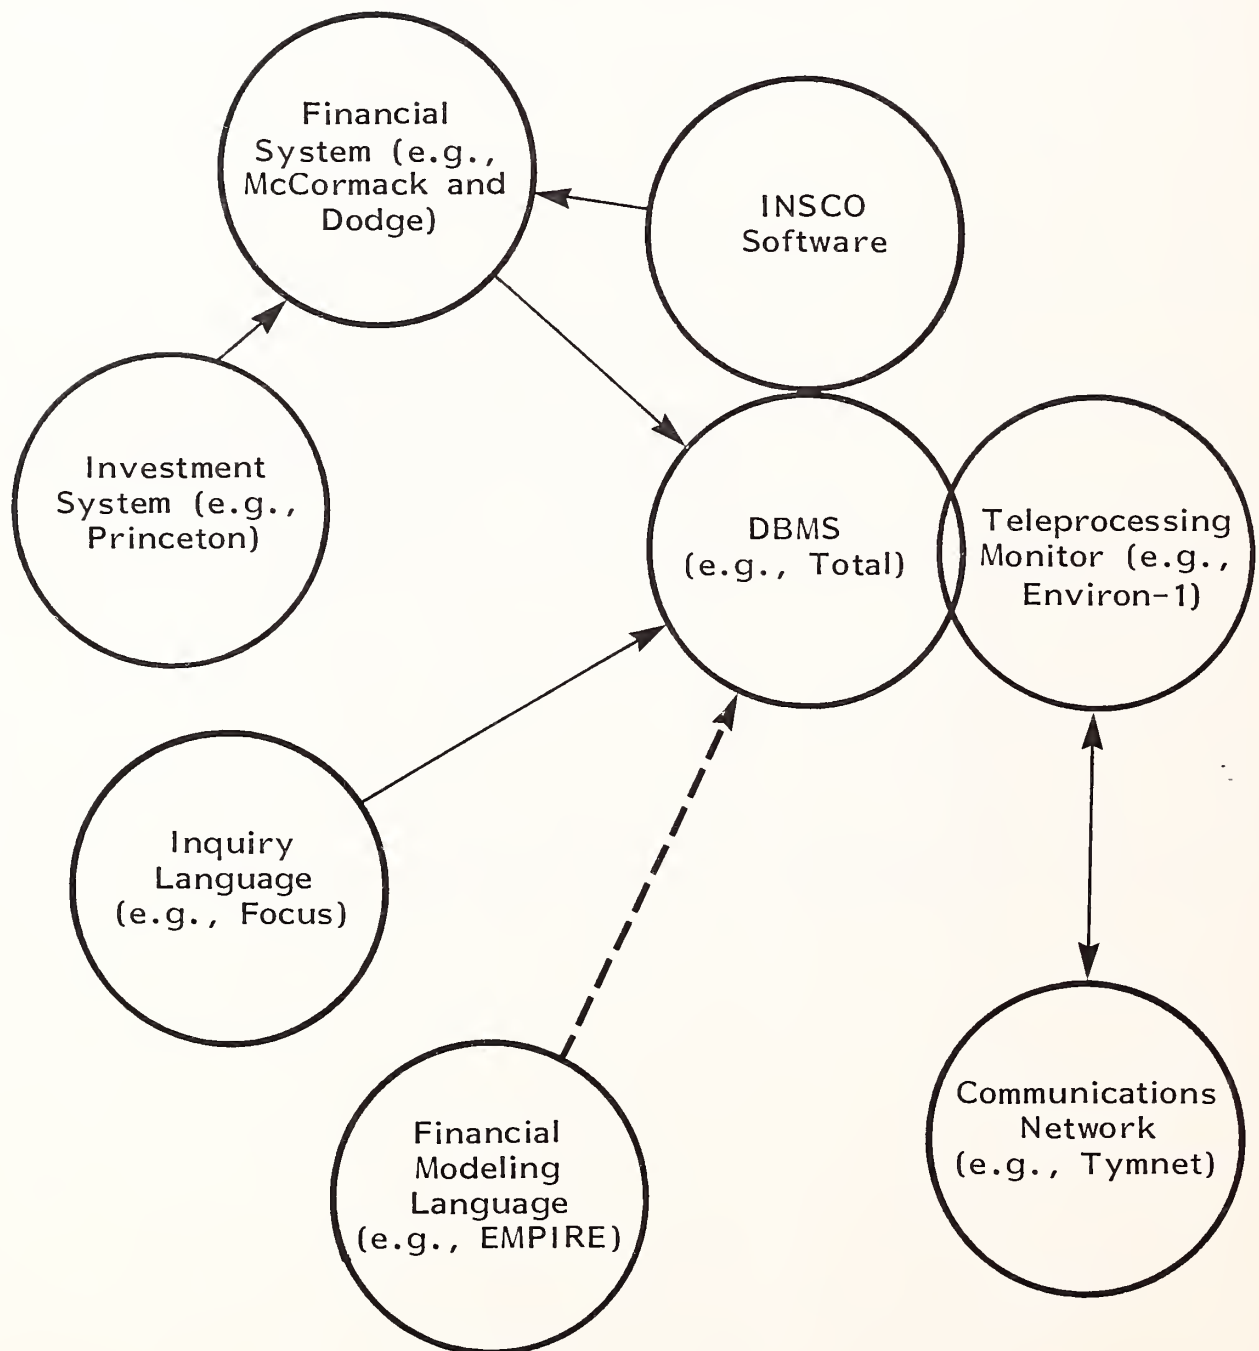 Financial
System (e.g.,
McCormack and
Dodge)
INSCO
Software
Investment
System (e.g.,
Princeton)
DBMS
(e.g., Total)
Teleprocessing
Monitor (e.g.,
Environ-1)
Inquiry
Language
(e.g., Focus)
Financial
Modeling
Language
(e.g., EMPIRE)
Communications
Network
(e.g., Tymnet)